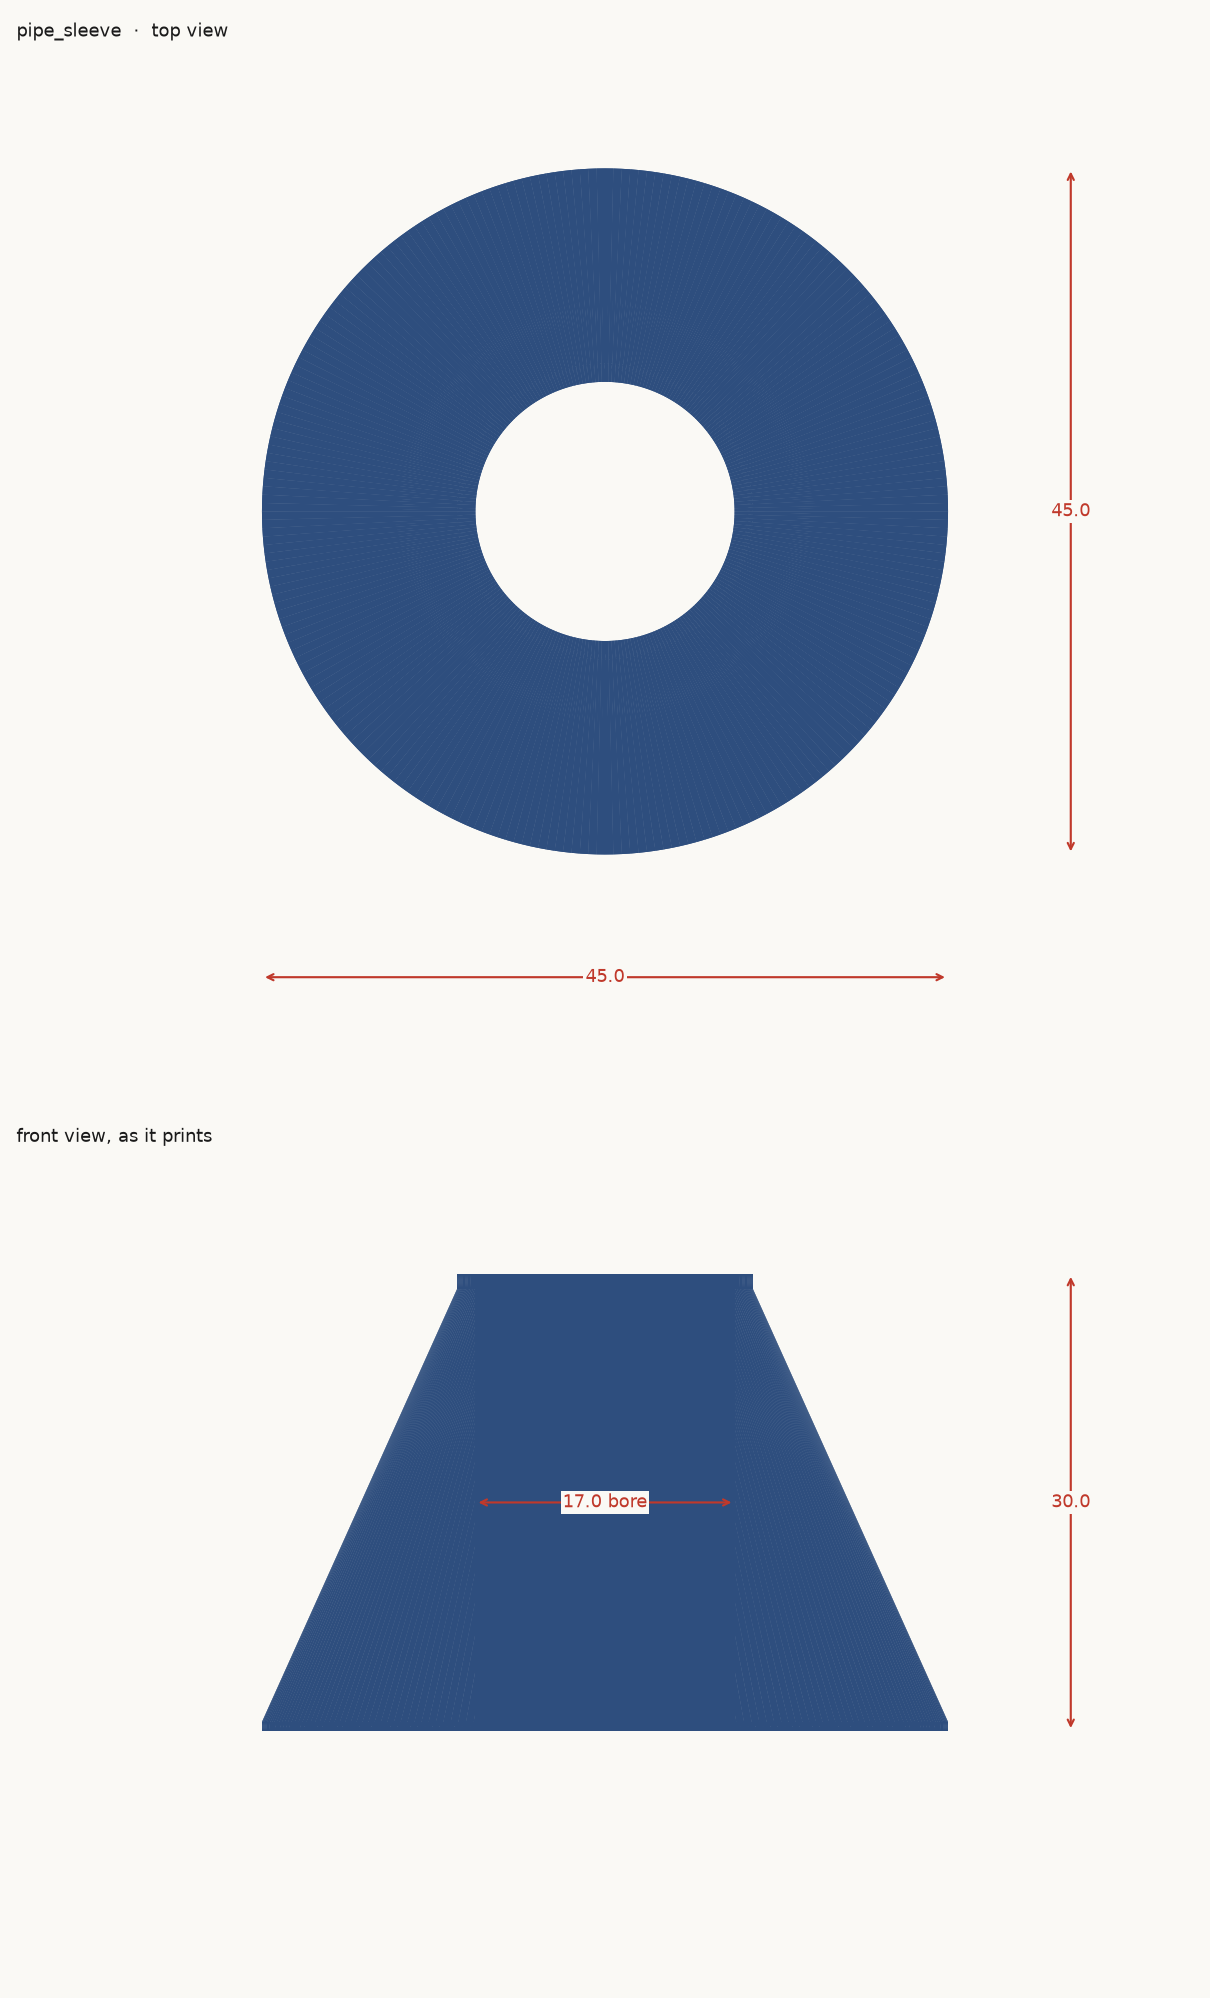 pipe_sleeve · top view
45.0
45.0
front view, as it prints
17.0 bore
30.0